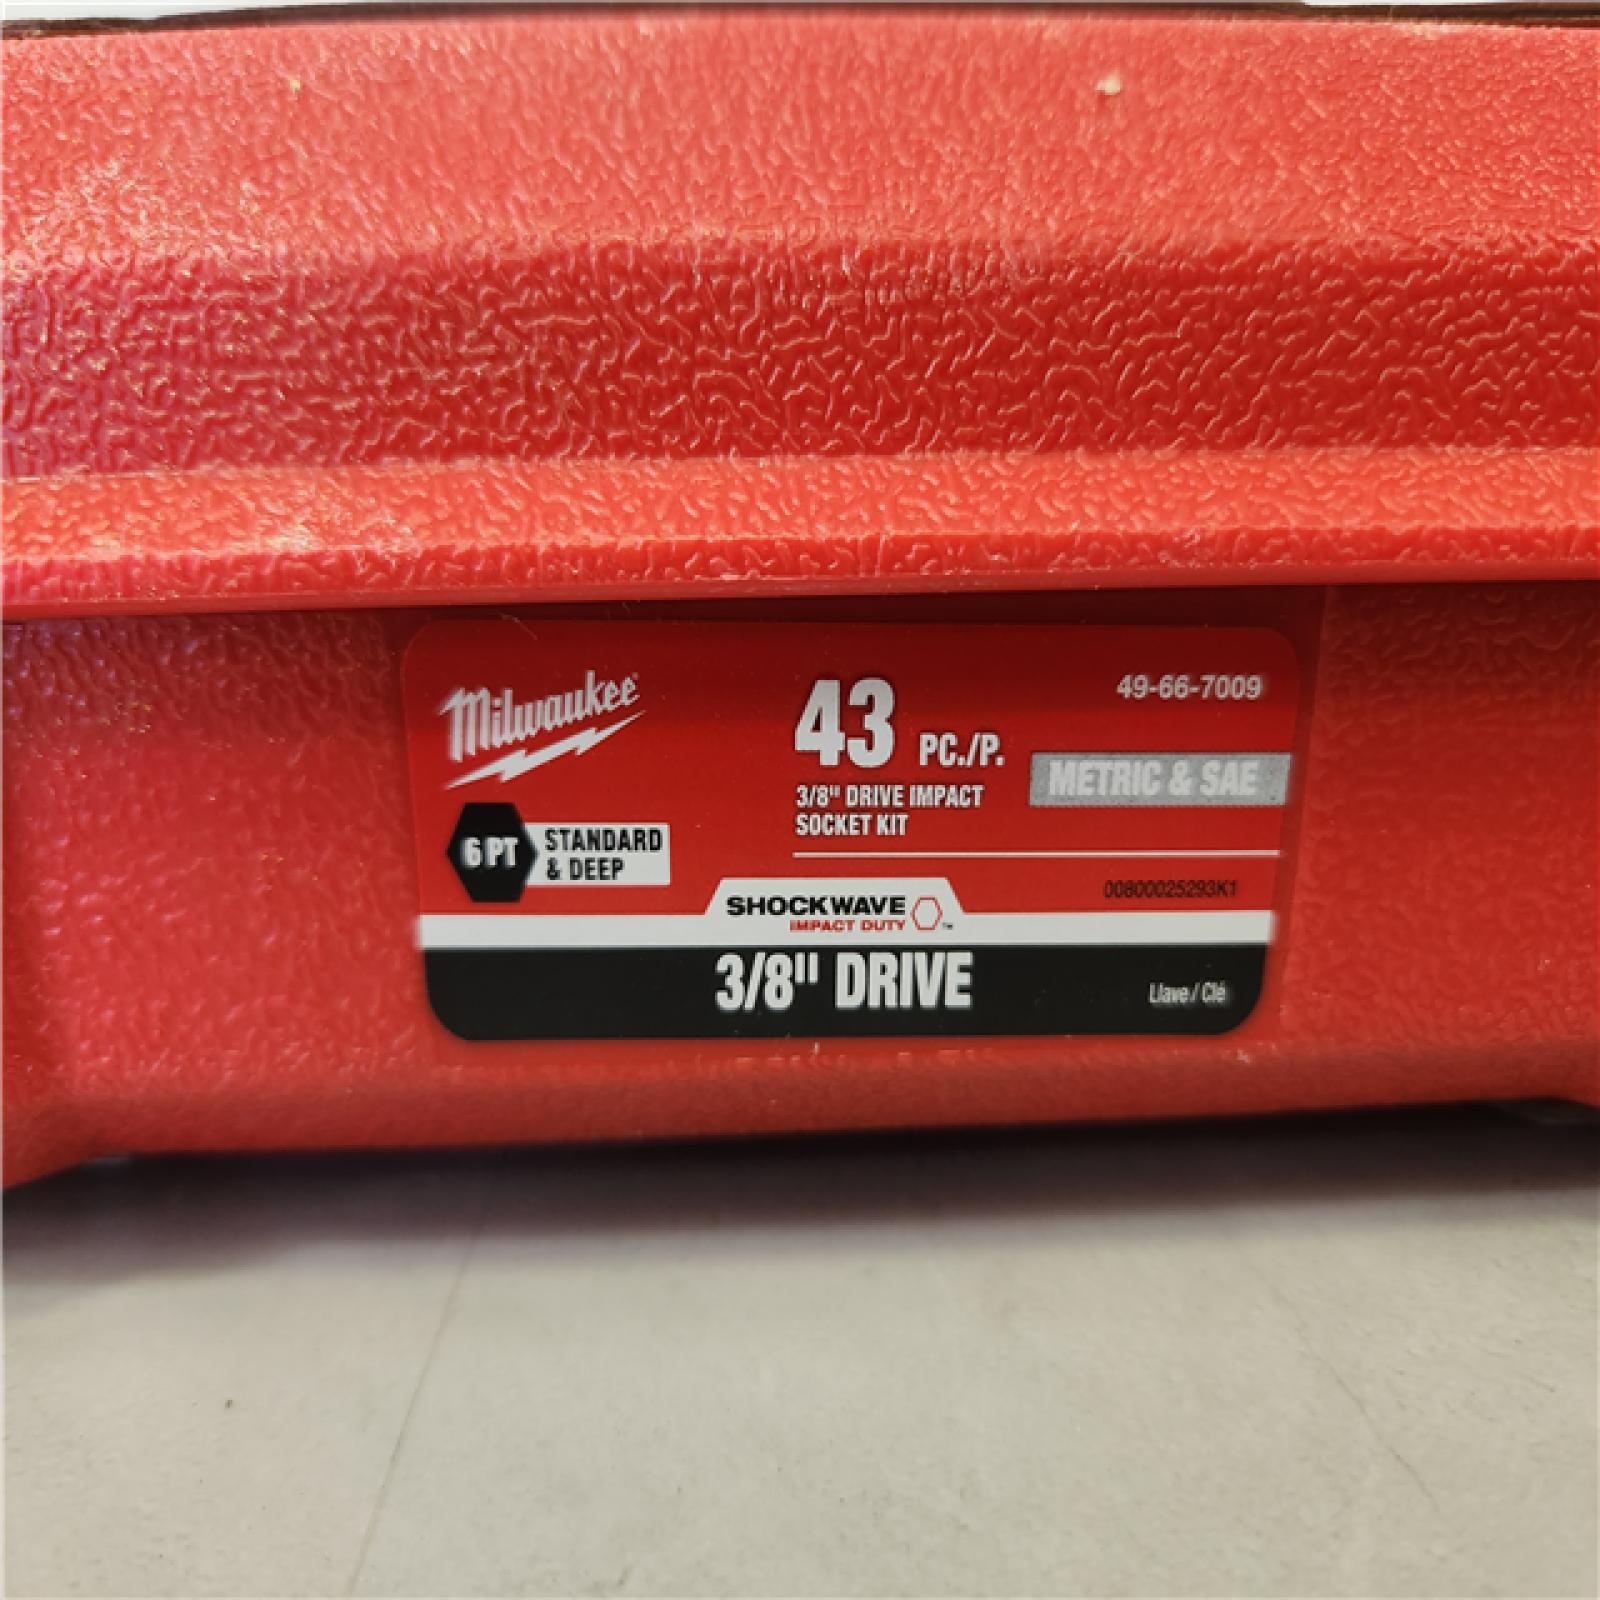 Milwaukee
43 PC./P.
3/8" DRIVE IMPACT
SOCKET KIT
49-66-7009
METRIC & SAE
6 PT
STANDARD
& DEEP
00800025293K1
SHOCKWAVE
IMPACT DUTY ™
3/8" DRIVE
Llave / Clé